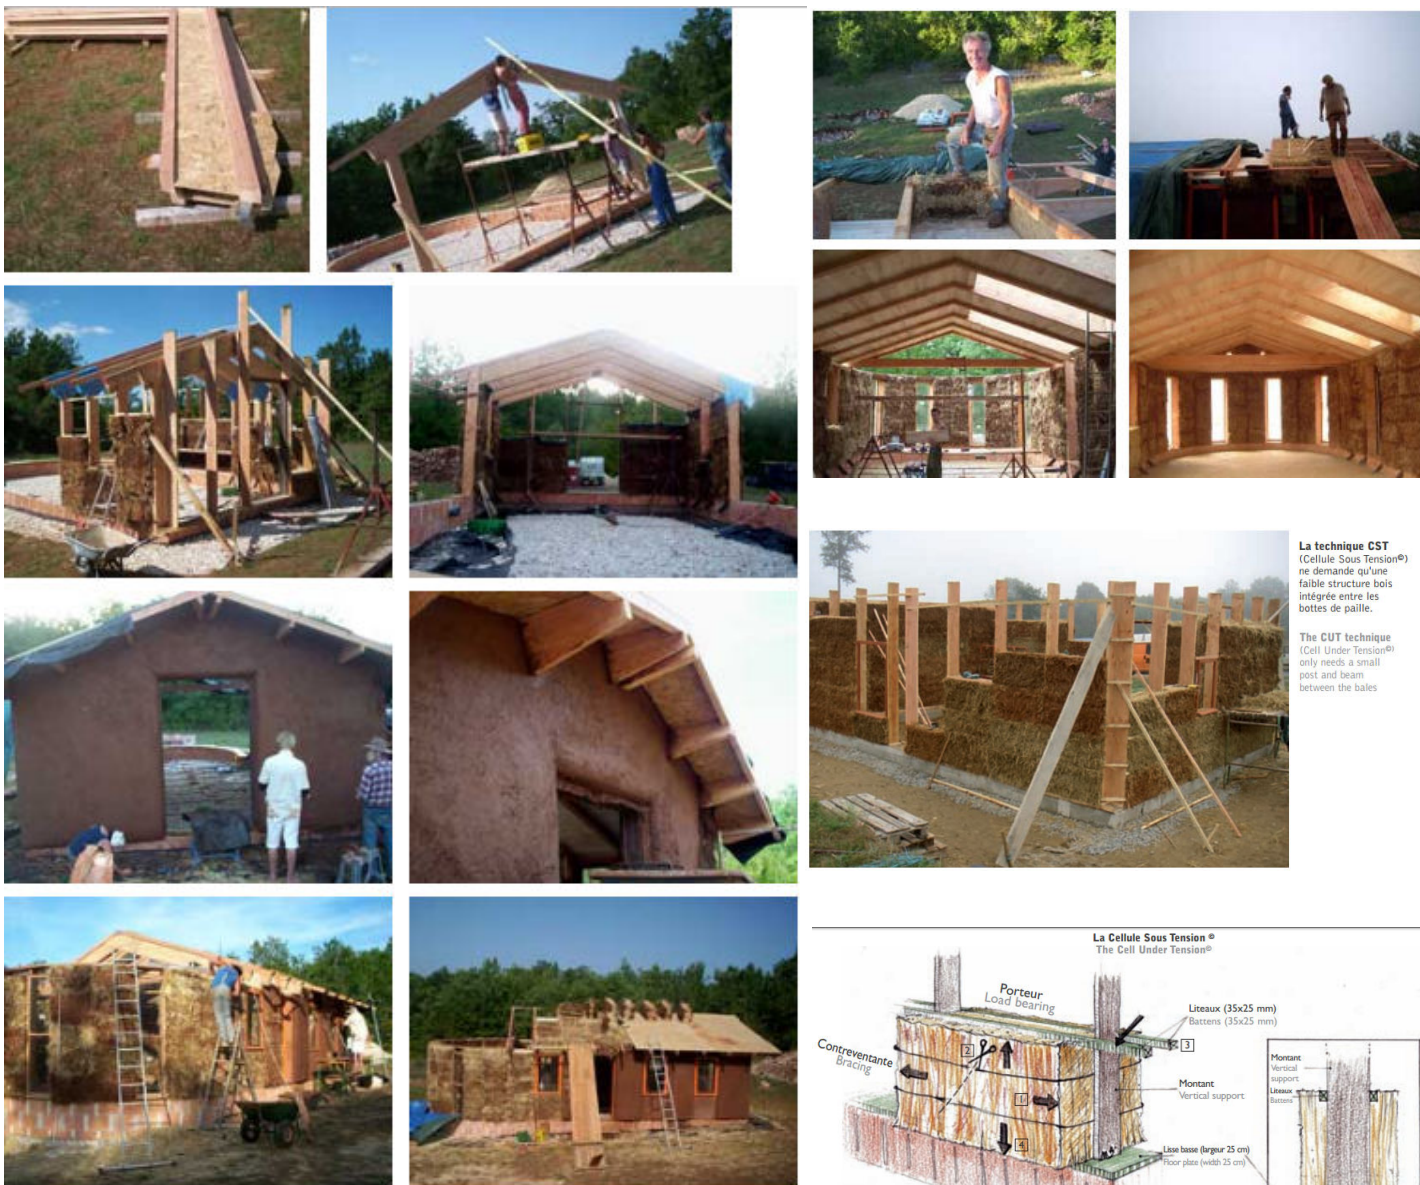 La technique CST
(Cellule Sous Tension©)
ne demande qu'une
faible structure bois
intégrée entre les
bottes de paille.
The CUT technique
(Cell Under Tension©)
only needs a small
post and beam
between the bales
La Cellule Sous Tension ©
The Cell Under Tension©
Porteur
Load bearing
Contreventante
Bracing
Liteaux (35x25 mm)
Battens (35x25 mm)
3
2
1
4
Montant
Vertical support
Lisse basse (largeur 25 cm)
Floor plate (width 25 cm)
Montant
Vertical
support
Liteaux
Battens